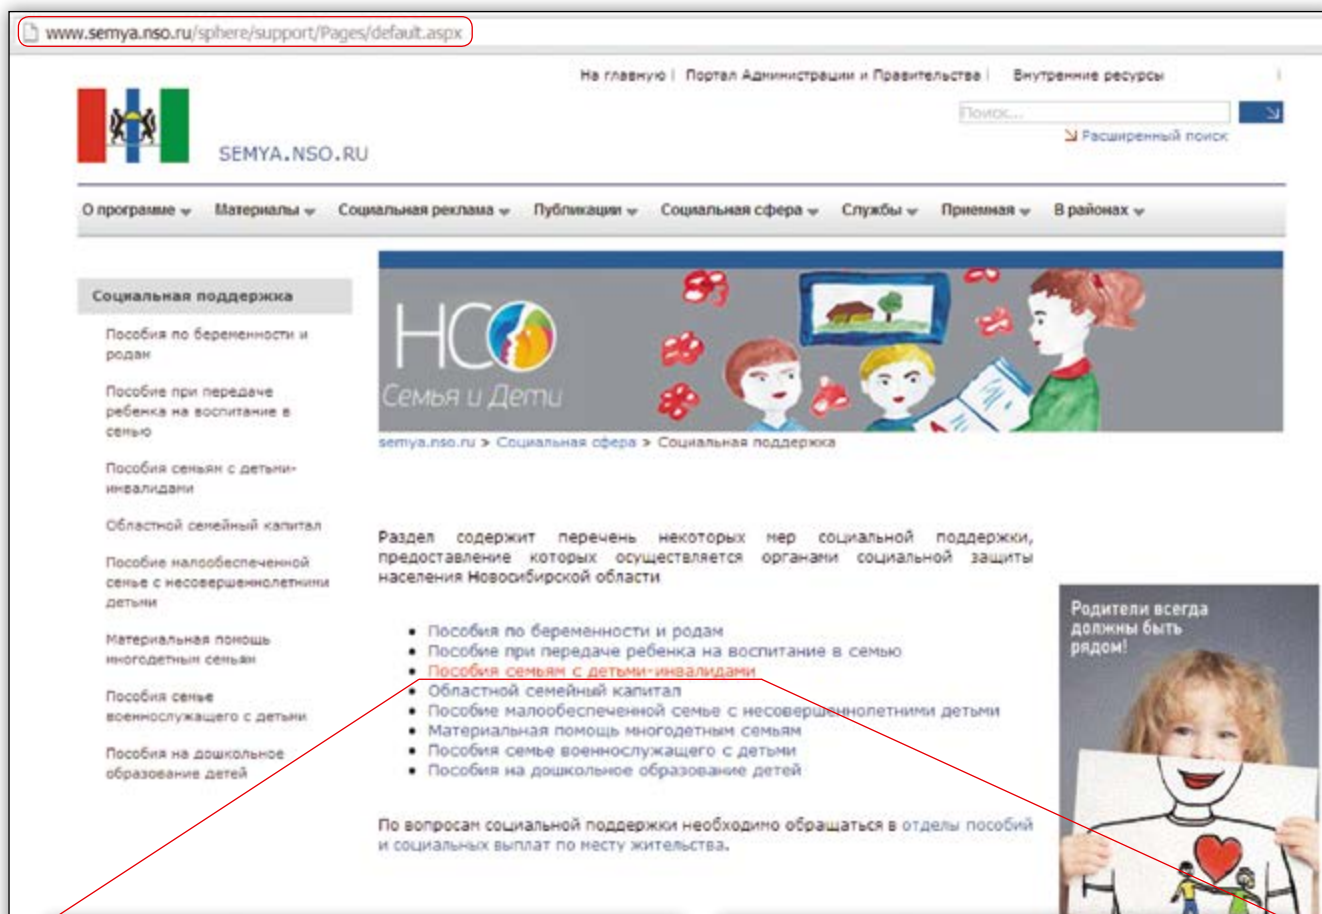 www.semya.nso.ru/sphere/support/Pages/default.aspx
На главную | Портал Администрации и Правительства | Внутренние ресурсы |
Поиск...
Расширенный поиск
SEMYA.NSO.RU
О программе Материалы Социальная реклама Публикации Социальная сфера Службы Приемная В районах
Социальная поддержка
Пособия по беременности и
родам
Пособие при передаче
ребенка на воспитание в
семью
Пособия семьям с детьми-
инвалидами
Областной семейный капитал
Пособие малообеспеченной
семье с несовершеннолетними
детьми
Материальная помощь
многодетным семьям
Пособия семье
военнослужащего с детьми
Пособия на дошкольное
образование детей
НСО
Семья и Дети
semya.nso.ru > Социальная сфера > Социальная поддержка
Раздел содержит перечень некоторых мер социальной поддержки,
предоставление которых осуществляется органами социальной защиты
населения Новосибирской области
• Пособия по беременности и родам
• Пособие при передаче ребенка на воспитание в семью
• Пособия семьям с детьми-инвалидами
• Областной семейный капитал
• Пособие малообеспеченной семье с несовершеннолетними детьми
• Материальная помощь многодетным семьям
• Пособия семье военнослужащего с детьми
• Пособия на дошкольное образование детей
По вопросам социальной поддержки необходимо обращаться в отделы пособий
и социальных выплат по месту жительства.
Родители всегда
должны быть
рядом!